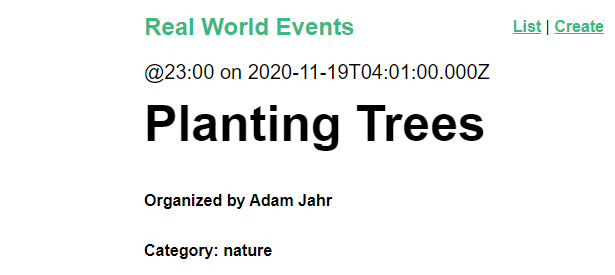 Real World Events
List | Create
@23:00 on 2020-11-19T04:01:00.000Z
Planting Trees
Organized by Adam Jahr
Category: nature